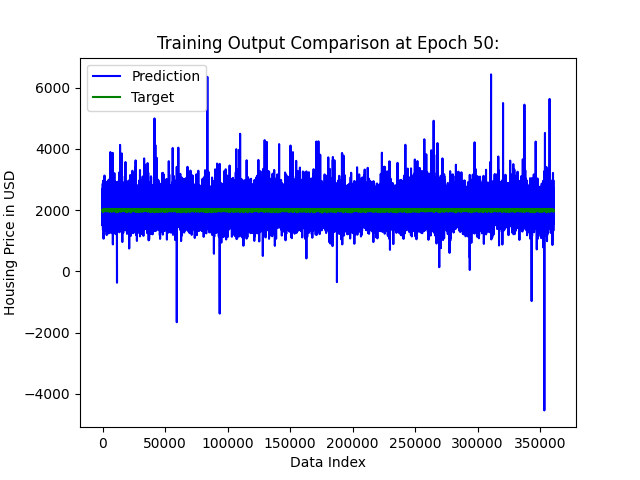 Training Output Comparison at Epoch 50:
Prediction
Target
Housing Price in USD
6000
4000
2000
0
−2000
−4000
0 50000 100000 150000 200000 250000 300000 350000
Data Index